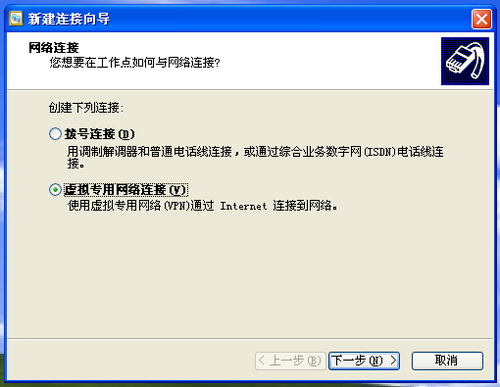 新建连接向导
网络连接
您想要在工作点如何与网络连接?
创建下列连接:
拨号连接(D)
用调制解调器和普通电话线连接，或通过综合业务数字网(ISDN)电话线连
接。
虚拟专用网络连接(V)
使用虚拟专用网络(VPN)通过 Internet 连接到网络。
< 上一步(B) 下一步(N) > 取消